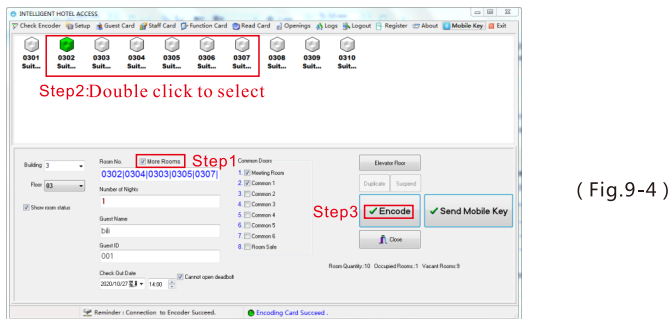 INTELLIGENT HOTEL ACCESS
Check Encoder Setup Guest Card Staff Card Function Card Read Card Openings Logs Logout Register About Mobile Key Exit
0301 0302 0303 0304 0305 0306 0307 0308 0309 0310
Suit... Suit... Suit... Suit... Suit... Suit... Suit... Suit... Suit... Suit...
Step2:Double click to select
Building 3
Floor 03
Show room status
Room No. More Rooms Step1
0302|0304|0303|0305|0307|
Number of Nights
1
Guest Name
bili
Guest ID
001
Check Out Date
Cannot open deadbolt
2020/10/27 14:00
Common Doors
1. Meeting Room
2. Common 1
3. Common 2
4. Common 3
5. Common 4
6. Common 5
7. Common 6
8. Room Safe
Elevator Floor
Duplicate Suspend
Step3 Encode Send Mobile Key
Close
Room Quantity: 10 Occupied Rooms :1 Vacant Rooms:9
Reminder : Connection to Encoder Succeed. Encoding Card Succeed .
(Fig.9-4)